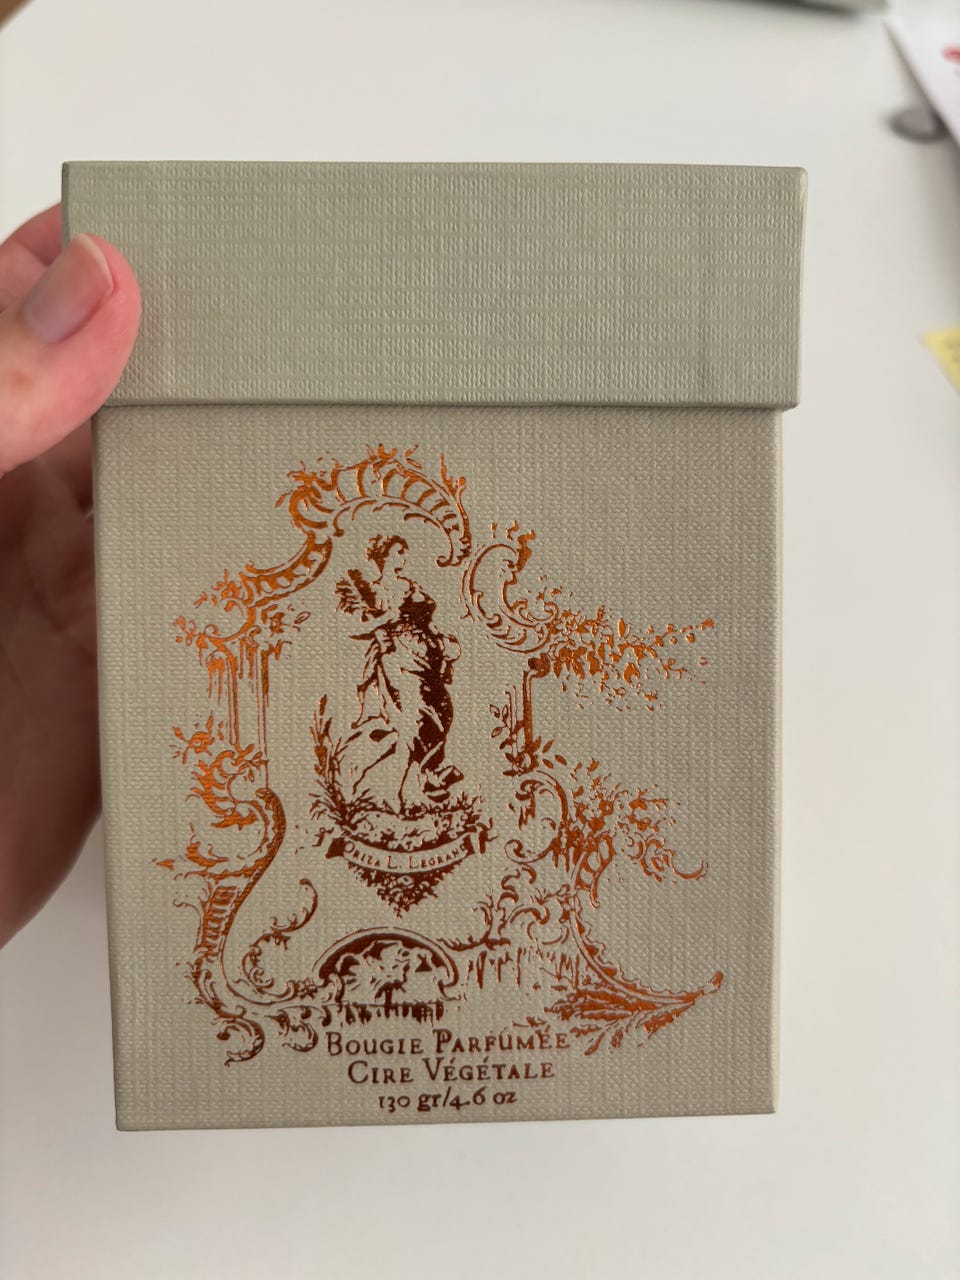 Oriza L. Legrand
Bougie Parfumée
Cire Végétale
130 gr/4.6 oz